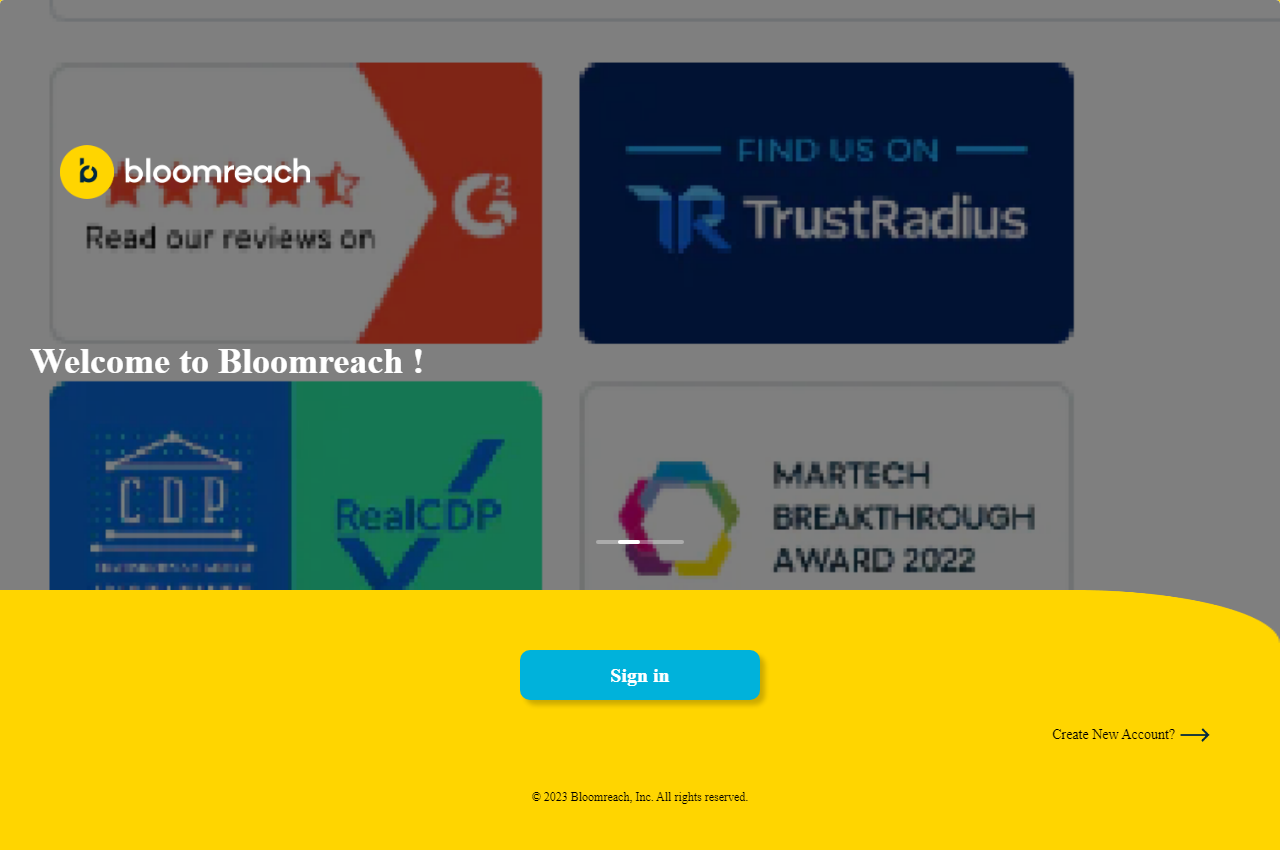 FIND US ON
bloomreach
G2
TrustRadius
Read our reviews on
Welcome to Bloomreach !
CDP
RealCDP
MARTECH
BREAKTHROUGH
AWARD 2022
Sign in
Create New Account?
© 2023 Bloomreach, Inc. All rights reserved.